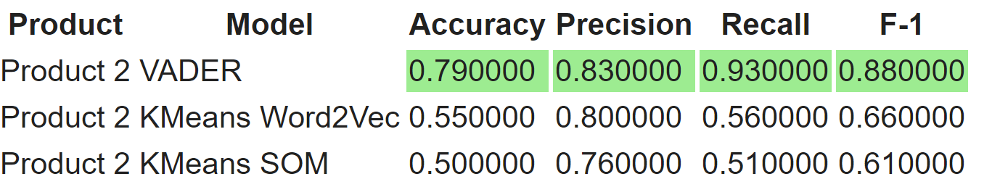 Product Model Accuracy Precision Recall F-1
Product 2 VADER 0.790000 0.830000 0.930000 0.880000
Product 2 KMeans Word2Vec 0.550000 0.800000 0.560000 0.660000
Product 2 KMeans SOM 0.500000 0.760000 0.510000 0.610000